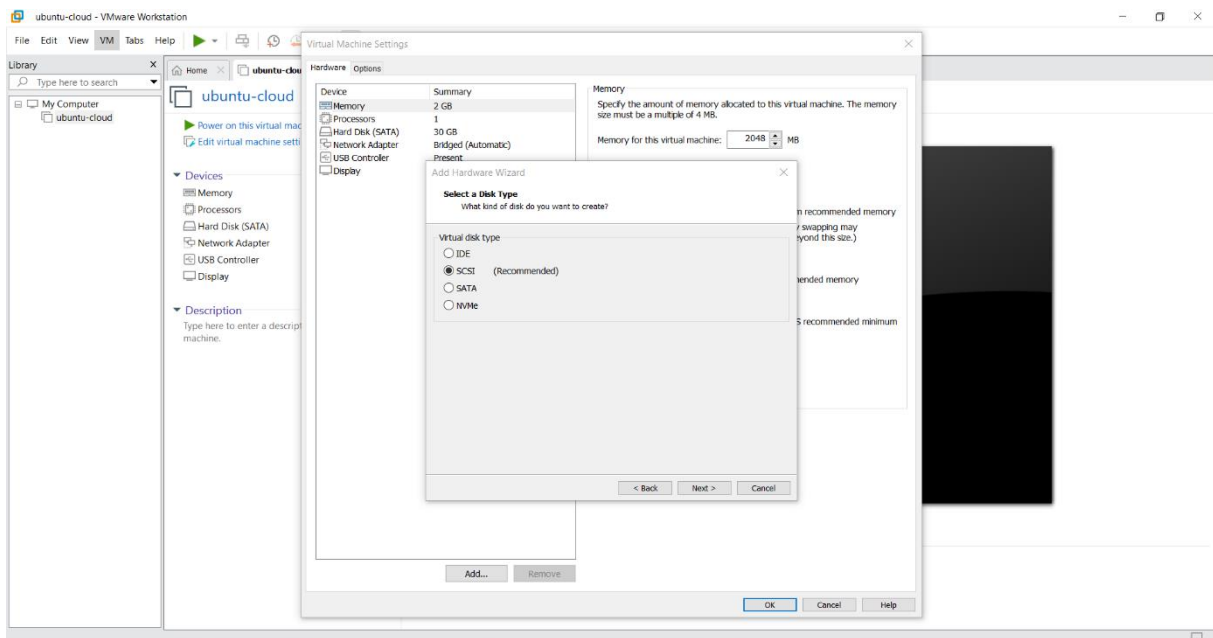 ubuntu-cloud - VMware Workstation
File Edit View VM Tabs Help
Library
Type here to search
My Computer
ubuntu-cloud
Home
ubuntu-clou
ubuntu-cloud
Power on this virtual mac
Edit virtual machine setti
Devices
Memory
Processors
Hard Disk (SATA)
Network Adapter
USB Controller
Display
Description
Type here to enter a descript
machine.
Virtual Machine Settings
Hardware Options
Device Summary
Memory 2 GB
Processors 1
Hard Disk (SATA) 30 GB
Network Adapter Bridged (Automatic)
USB Controller Present
Display
Memory
Specify the amount of memory allocated to this virtual machine. The memory
size must be a multiple of 4 MB.
Memory for this virtual machine: 2048 MB
recommended memory
swapping may
eyond this size.)
ended memory
recommended minimum
Add Hardware Wizard
Select a Disk Type
What kind of disk do you want to create?
Virtual disk type
IDE
SCSI (Recommended)
SATA
NVMe
< Back Next > Cancel
Add... Remove
OK Cancel Help